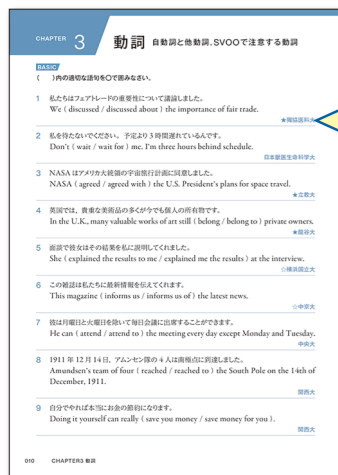 CHAPTER 3 動詞 自動詞と他動詞, SVOOで注意する動詞
BASIC
( )内の適切な語句を○で囲みなさい。
1 私たちはフェアトレードの重要性について議論しました。
We ( discussed / discussed about ) the importance of fair trade.
★獨協医科大
2 私を待たないでください。予定より3時間遅れているんです。
Don't ( wait / wait for ) me. I'm three hours behind schedule.
日本獣医生命科学大
3 NASA はアメリカ大統領の宇宙旅行計画に同意しました。
NASA ( agreed / agreed with ) the U.S. President's plans for space travel.
★立教大
4 英国では、貴重な美術品の多くが今でも個人の所有物です。
In the U.K., many valuable works of art still ( belong / belong to ) private owners.
★龍谷大
5 面談で彼女はその結果を私に説明してくれました。
She ( explained the results to me / explained me the results ) at the interview.
☆横浜国立大
6 この雑誌は私たちに最新情報を伝えてくれます。
This magazine ( informs us / informs us of ) the latest news.
☆中京大
7 彼は月曜日と火曜日を除いて毎日会議に出席することができます。
He can ( attend / attend to ) the meeting every day except Monday and Tuesday.
中央大
8 1911 年 12 月 14 日、アムンセン隊の 4 人は南極点に到達しました。
Amundsen's team of four ( reached / reached to ) the South Pole on the 14th of
December, 1911.
関西大
9 自分でやれば本当にお金の節約になります。
Doing it yourself can really ( save you money / save money for you ).
関西大
010 CHAPTER3 動詞